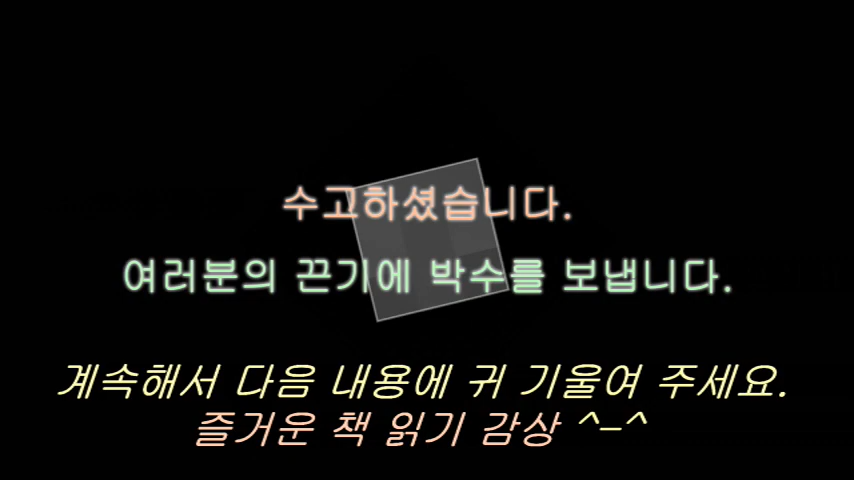 수고하셨습니다.
여러분의 끈기에 박수를 보냅니다.
계속해서 다음 내용에 귀 기울여 주세요.
즐거운 책 읽기 감상 ^-^